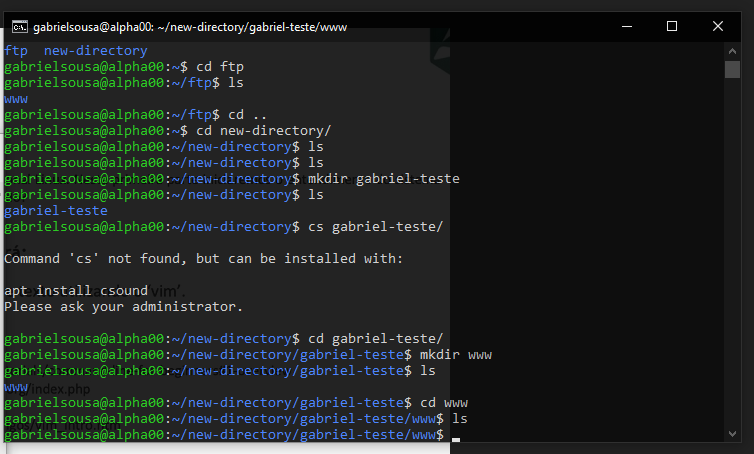 gabrielsousa@alpha00: ~/new-directory/gabriel-teste/www
ftp  new-directory
gabrielsousa@alpha00:~$ cd ftp
gabrielsousa@alpha00:~/ftp$ ls
www
gabrielsousa@alpha00:~/ftp$ cd ..
gabrielsousa@alpha00:~$ cd new-directory/
gabrielsousa@alpha00:~/new-directory$ ls
gabrielsousa@alpha00:~/new-directory$ ls
gabrielsousa@alpha00:~/new-directory$ mkdir gabriel-teste
gabrielsousa@alpha00:~/new-directory$ ls
gabriel-teste
gabrielsousa@alpha00:~/new-directory$ cs gabriel-teste/
Command 'cs' not found, but can be installed with:
apt install csound
vim',
Please ask your administrator.
gabrielsousa@alpha00:~/new-directory$ cd gabriel-teste/
gabrielsousa@alpha00:~/new-directory/gabriel-teste$ mkdir www
gabrielsousa@alpha00:~/new-directory/gabriel-teste$ ls
www
/index.php
gabrielsousa@alpha00:~/new-directory/gabriel-teste$ cd www
gabrielsousa@alpha00:~/new-directory/gabriel-teste/www$ ls
gabrielsousa@alpha00:~/new-directory/gabriel-teste/www$